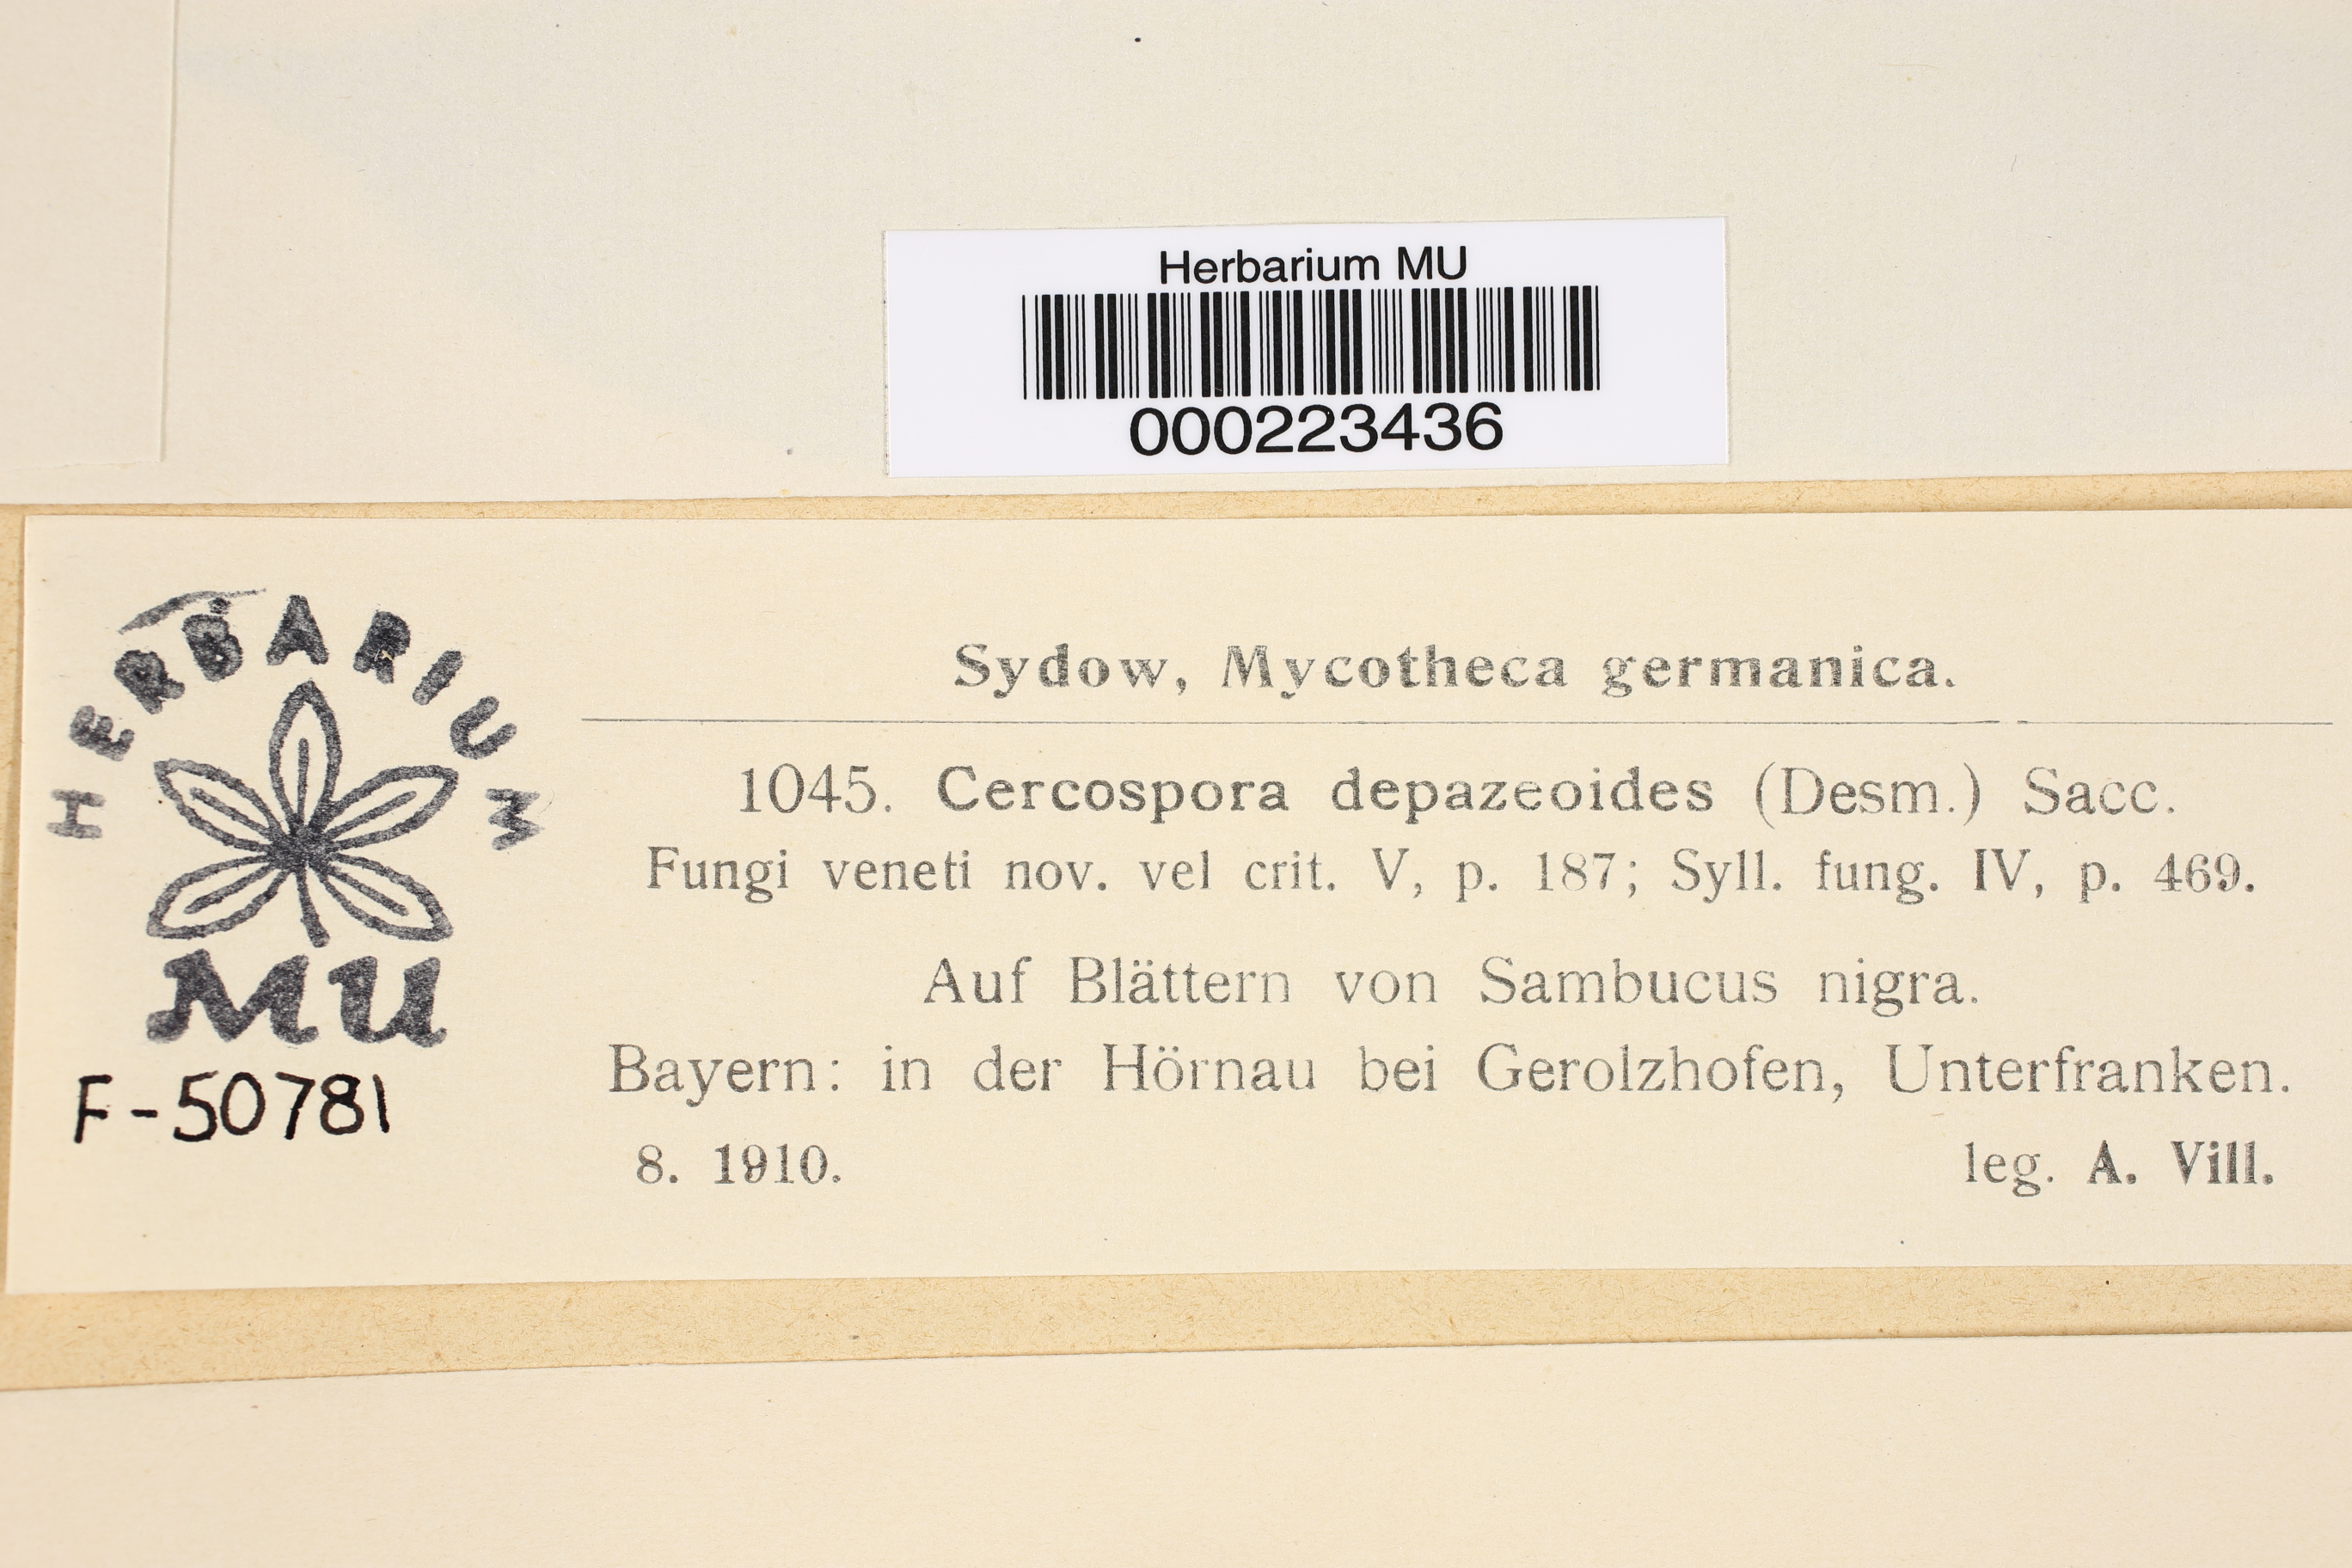 Herbarium MU
000223436
HERBARIUM
MU
F-50781
Sydow, Mycotheca germanica.
1045. Cercospora depazeoides (Desm.) Sacc.
Fungi veneti nov. vel crit. V, p. 187; Syll. fung. IV, p. 469.
Auf Blättern von Sambucus nigra.
Bayern: in der Hörnau bei Gerolzhofen, Unterfranken.
8. 1910. leg. A. Vill.